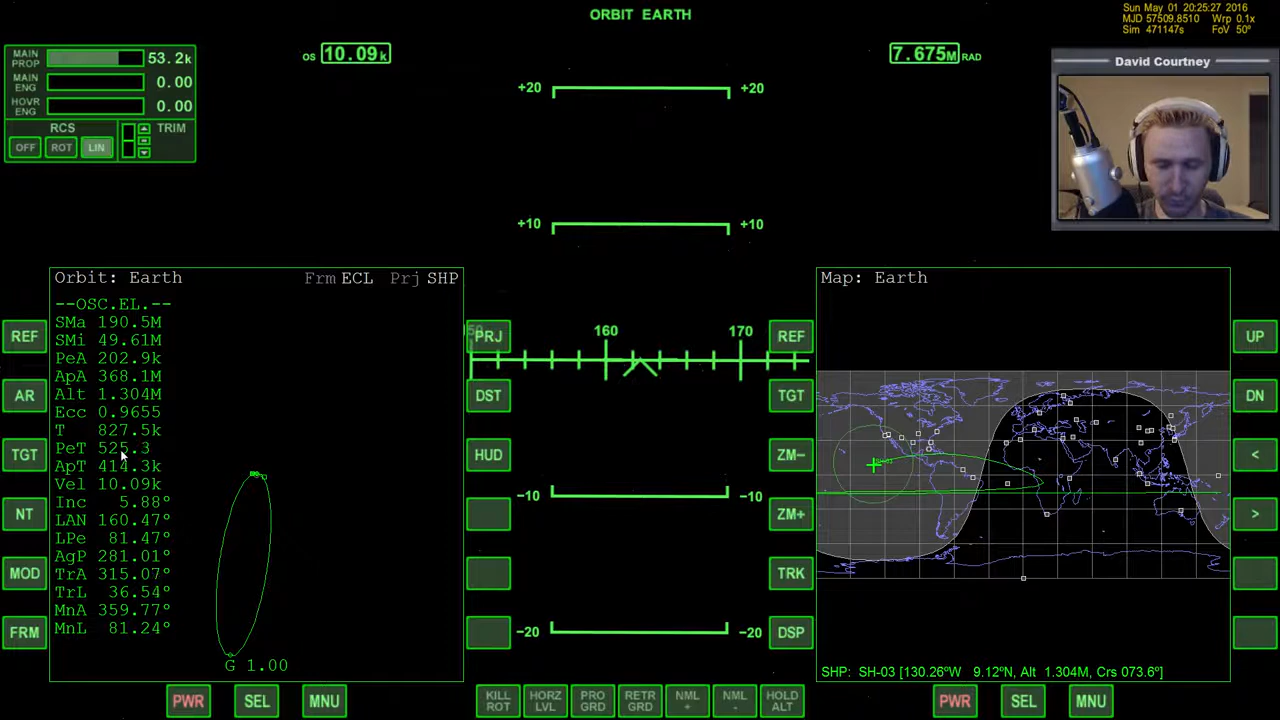 ORBIT EARTH
Sun May 01 20:25:27 2016
MJD 57509.8510 Wrp 0.1x
Sim 471147s FoV 50°
MAIN PROP 53.2k
MAIN ENG 0.00
HOVR ENG 0.00
RCS TRIM
OFF ROT LIN
OS 10.09k
7.675M RAD
David Courtney
+20 +20
+10 +10
-10 -10
-20 -20
160 170
Orbit: Earth Frm ECL Prj SHP
--OSC.EL.--
SMa 190.5M
SMi 49.61M
PeA 202.9k
ApA 368.1M
Alt 1.304M
Ecc 0.9655
T 827.5k
PeT 525.3
ApT 414.3k
Vel 10.09k
Inc 5.88°
LAN 160.47°
LPe 81.47°
AgP 281.01°
TrA 315.07°
TrL 36.54°
MnA 359.77°
MnL 81.24°
G 1.00
REF
AR
TGT
NT
MOD
FRM
PRJ
DST
HUD
PWR SEL MNU
KILL ROT
HORZ LVL
PRO GRD
RETR GRD
NML +
NML -
HOLD ALT
Map: Earth
REF
TGT
ZM-
ZM+
TRK
DSP
UP
DN
<
>
SHP: SH-03 [130.26°W 9.12°N, Alt 1.304M, Crs 073.6°]
PWR SEL MNU